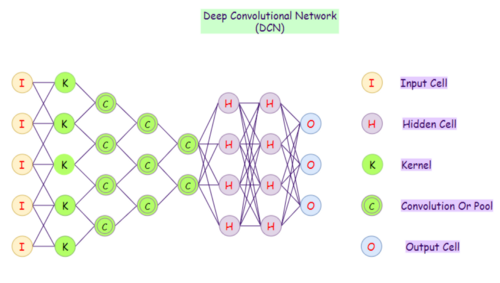 Deep Convolutional Network
(DCN)
I K C C C H H O I Input Cell
I K C C C H H O H Hidden Cell
I K C C H H O K Kernel
I K C H H C Convolution Or Pool
I K O Output Cell